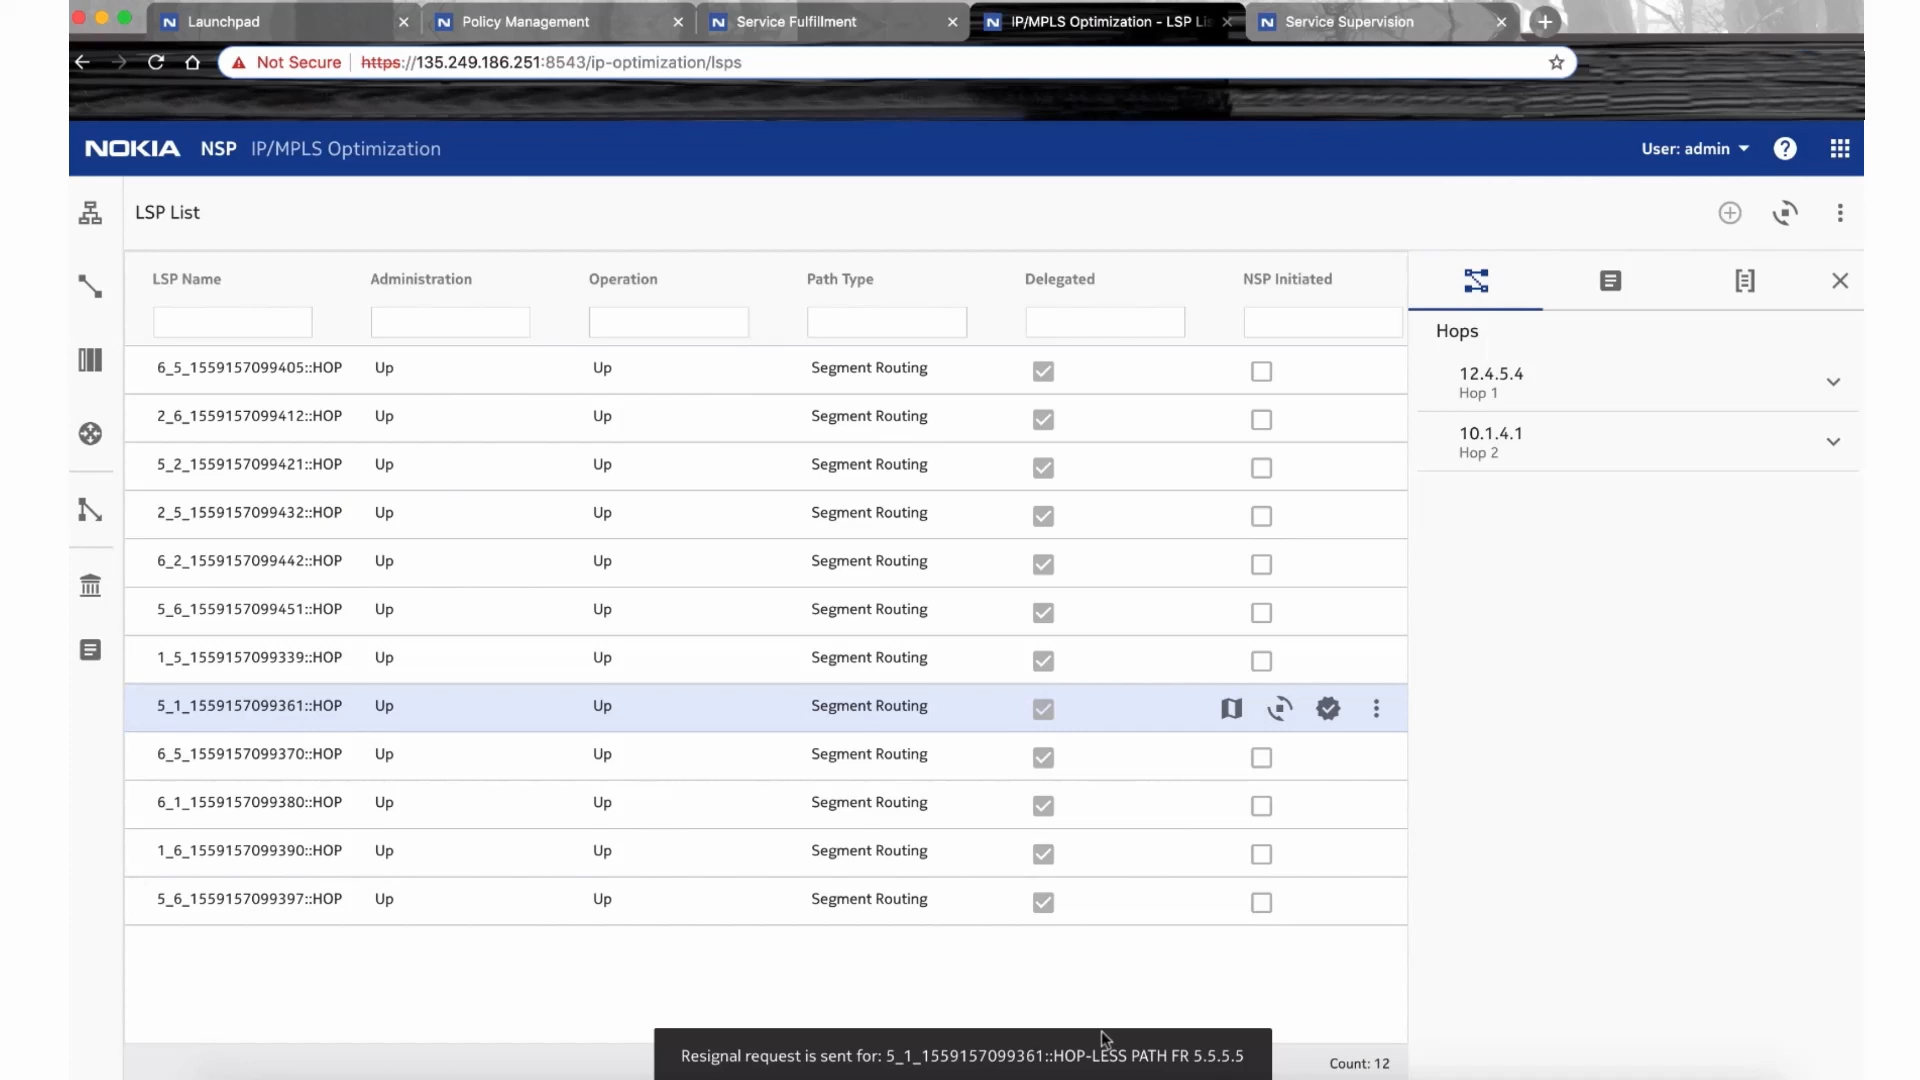 Launchpad
Policy Management
Service Fulfillment
IP/MPLS Optimization - LSP Li
Service Supervision
Not Secure
https://135.249.186.251:8543/ip-optimization/lsps
NOKIA NSP IP/MPLS Optimization
User: admin
LSP List
LSP Name Administration Operation Path Type Delegated NSP Initiated
6_5_1559157099405::HOP Up Up Segment Routing
2_6_1559157099412::HOP Up Up Segment Routing
5_2_1559157099421::HOP Up Up Segment Routing
2_5_1559157099432::HOP Up Up Segment Routing
6_2_1559157099442::HOP Up Up Segment Routing
5_6_1559157099451::HOP Up Up Segment Routing
1_5_1559157099339::HOP Up Up Segment Routing
5_1_1559157099361::HOP Up Up Segment Routing
6_5_1559157099370::HOP Up Up Segment Routing
6_1_1559157099380::HOP Up Up Segment Routing
1_6_1559157099390::HOP Up Up Segment Routing
5_6_1559157099397::HOP Up Up Segment Routing
Hops
12.4.5.4
Hop 1
10.1.4.1
Hop 2
Resignal request is sent for: 5_1_1559157099361::HOP-LESS PATH FR 5.5.5.5
Count: 12